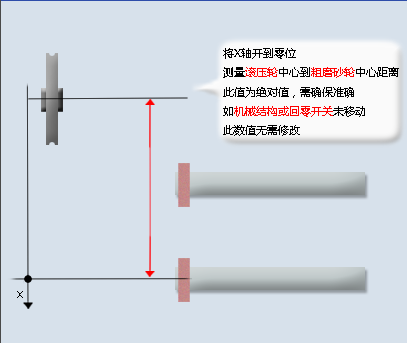 将X轴开到零位
测量滚压轮中心到粗磨砂轮中心距离
此值为绝对值，需确保准确
如机械结构或回零开关未移动
此数值无需修改
X